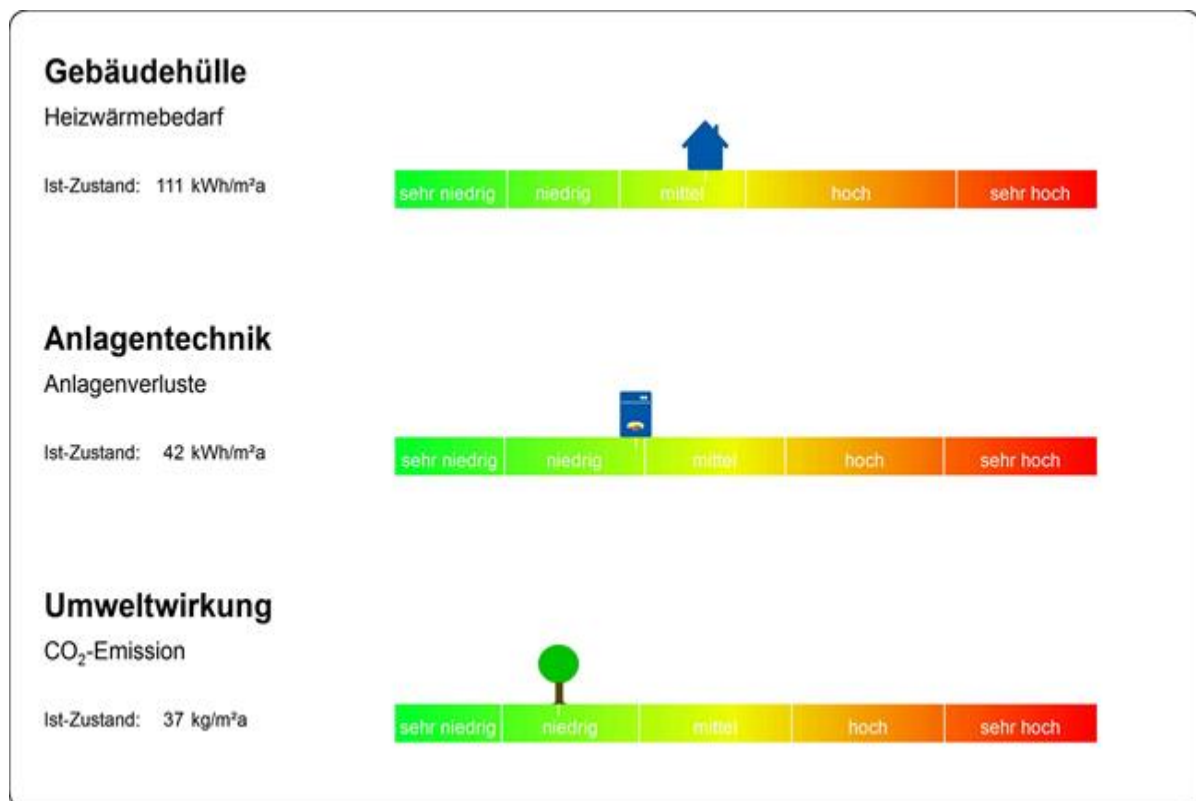 Gebäudehülle
Heizwärmebedarf
Ist-Zustand: 111 kWh/m²a
sehr niedrig niedrig mittel hoch sehr hoch
Anlagentechnik
Anlagenverluste
Ist-Zustand: 42 kWh/m²a
sehr niedrig niedrig mittel hoch sehr hoch
Umweltwirkung
CO₂-Emission
Ist-Zustand: 37 kg/m²a
sehr niedrig niedrig mittel hoch sehr hoch